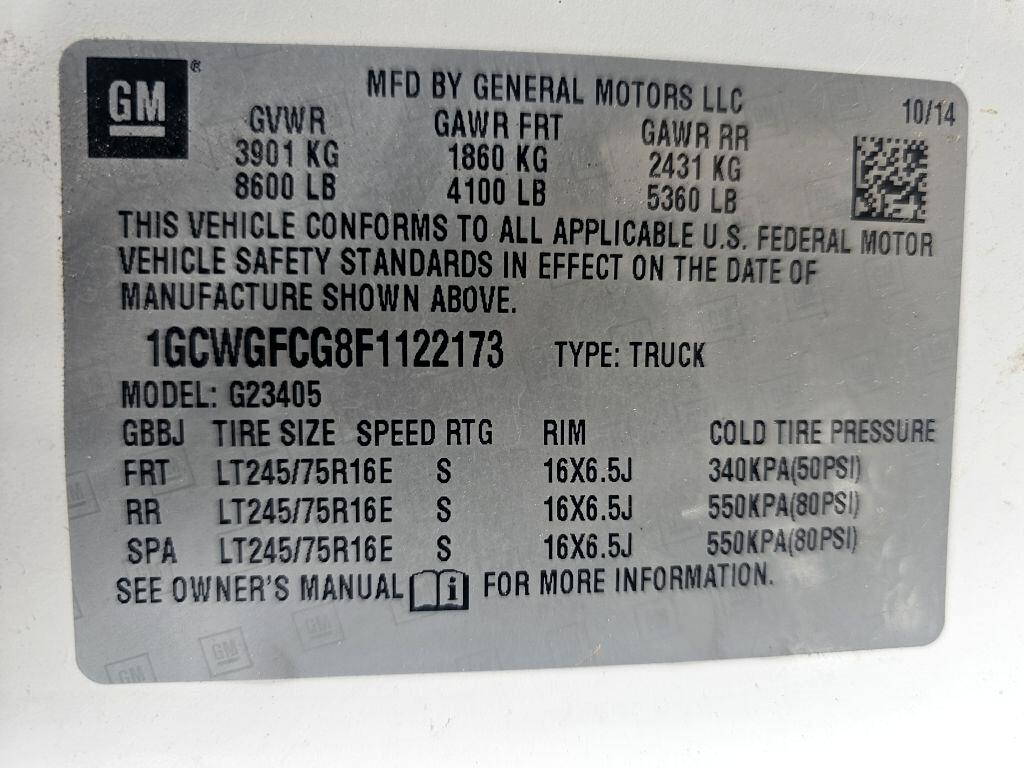 GM®
MFD BY GENERAL MOTORS LLC
10/14
GVWR GAWR FRT GAWR RR
3901 KG 1860 KG 2431 KG
8600 LB 4100 LB 5360 LB
THIS VEHICLE CONFORMS TO ALL APPLICABLE U.S. FEDERAL MOTOR
VEHICLE SAFETY STANDARDS IN EFFECT ON THE DATE OF
MANUFACTURE SHOWN ABOVE.
1GCWGFCG8F1122173 TYPE: TRUCK
MODEL: G23405
GBBJ TIRE SIZE SPEED RTG RIM COLD TIRE PRESSURE
FRT LT245/75R16E S 16X6.5J 340KPA(50PSI)
RR LT245/75R16E S 16X6.5J 550KPA(80PSI)
SPA LT245/75R16E S 16X6.5J 550KPA(80PSI)
SEE OWNER'S MANUAL i FOR MORE INFORMATION.
GM
GM
GM